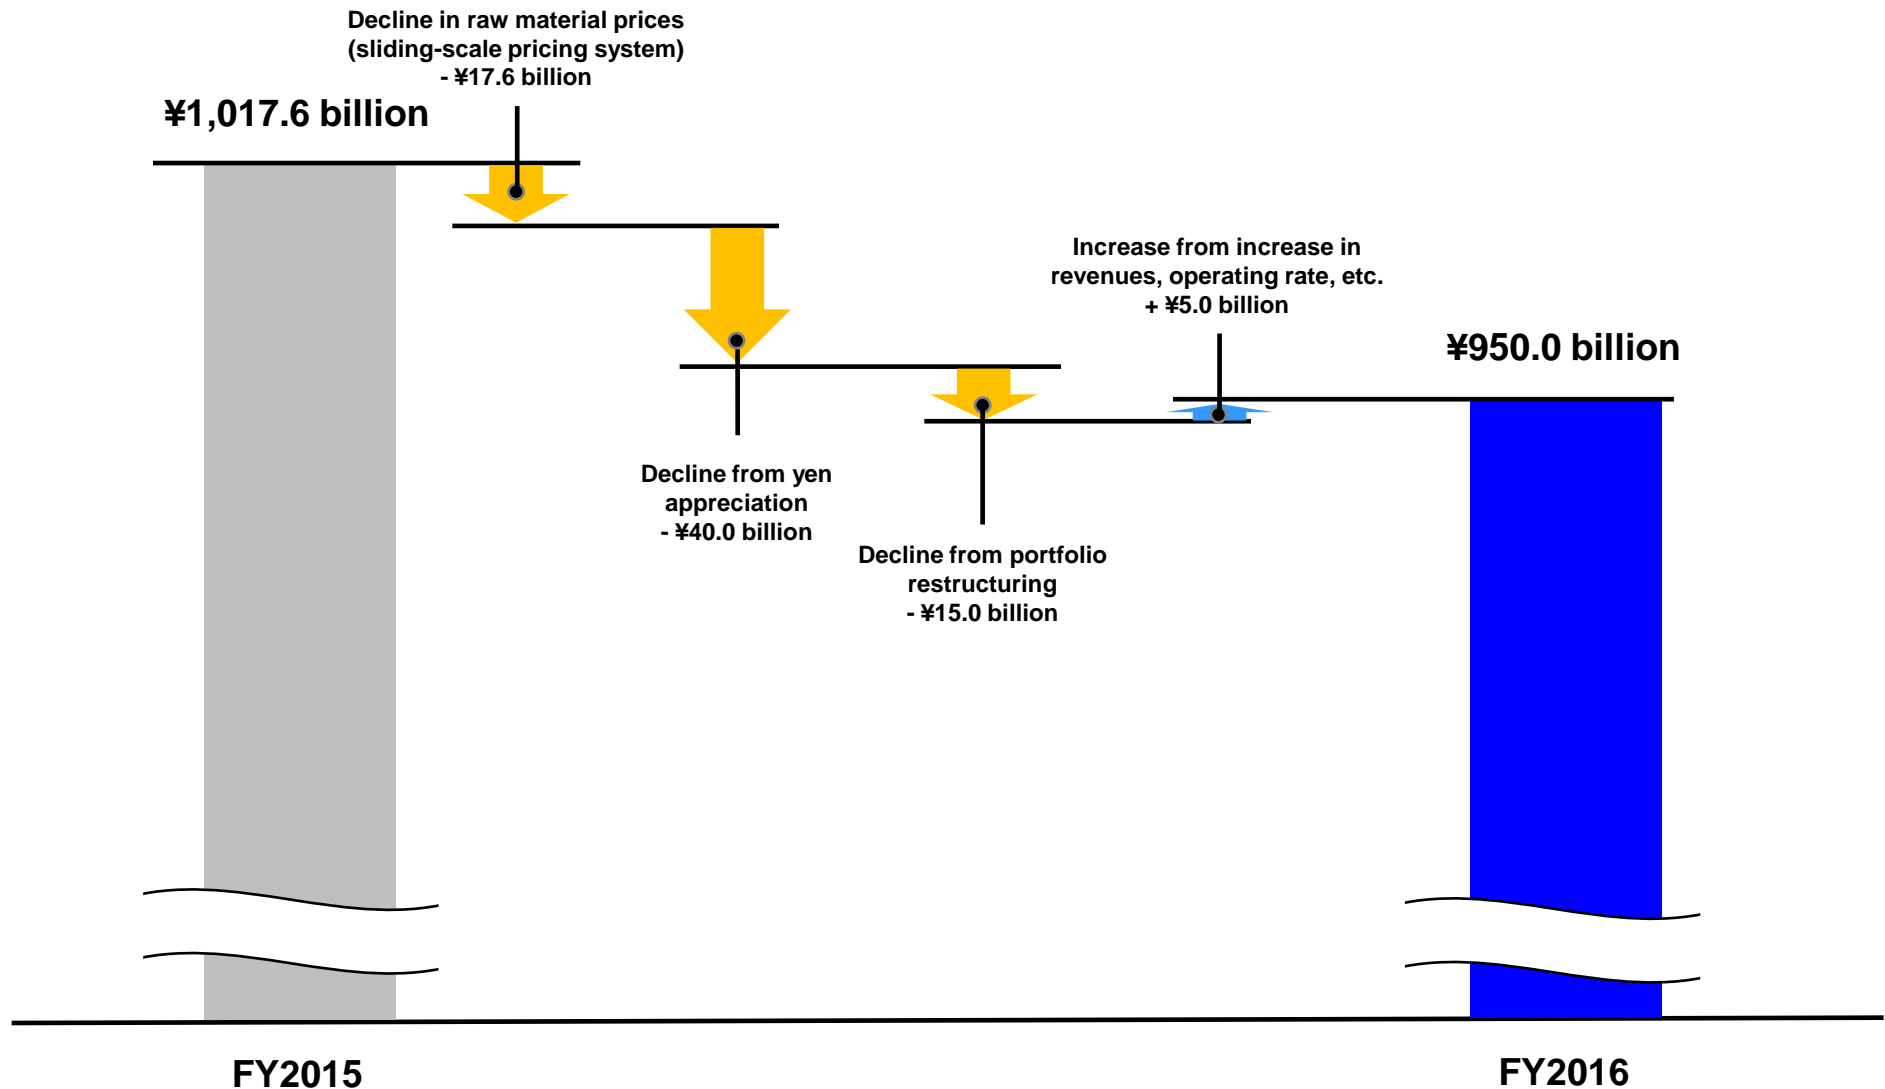 Decline in raw material prices
(sliding-scale pricing system)
- ¥17.6 billion
¥1,017.6 billion
Increase from increase in
revenues, operating rate, etc.
+ ¥5.0 billion
¥950.0 billion
Decline from yen
appreciation
- ¥40.0 billion
Decline from portfolio
restructuring
- ¥15.0 billion
FY2015
FY2016